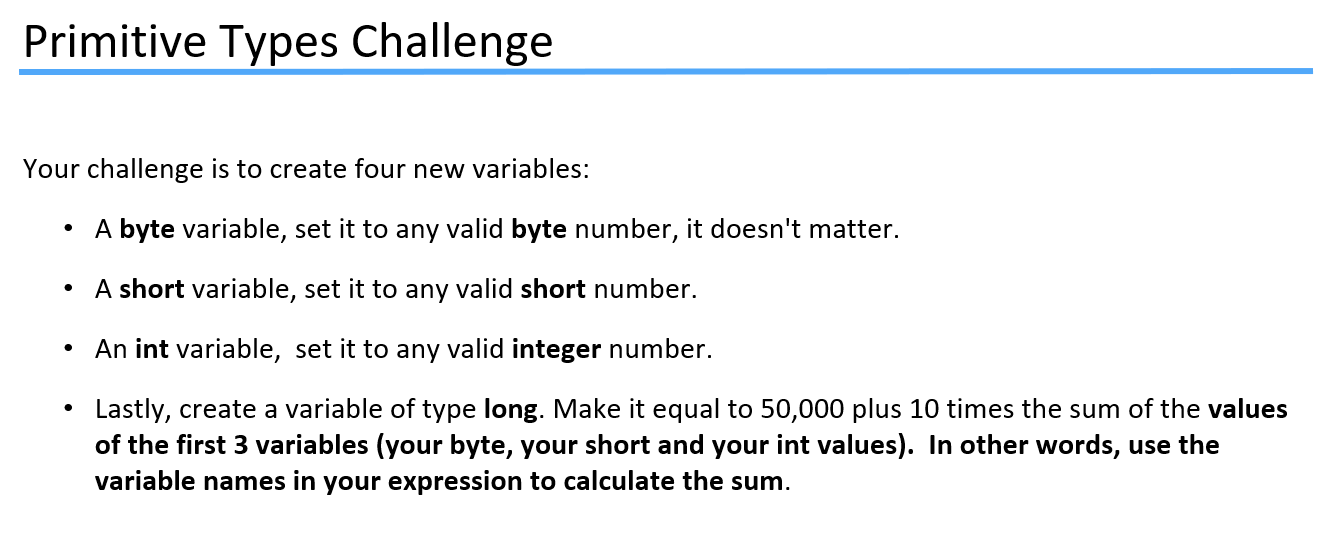 Primitive Types Challenge
Your challenge is to create four new variables:
• A byte variable, set it to any valid byte number, it doesn't matter.
• A short variable, set it to any valid short number.
• An int variable,  set it to any valid integer number.
• Lastly, create a variable of type long. Make it equal to 50,000 plus 10 times the sum of the values
of the first 3 variables (your byte, your short and your int values).  In other words, use the
variable names in your expression to calculate the sum.